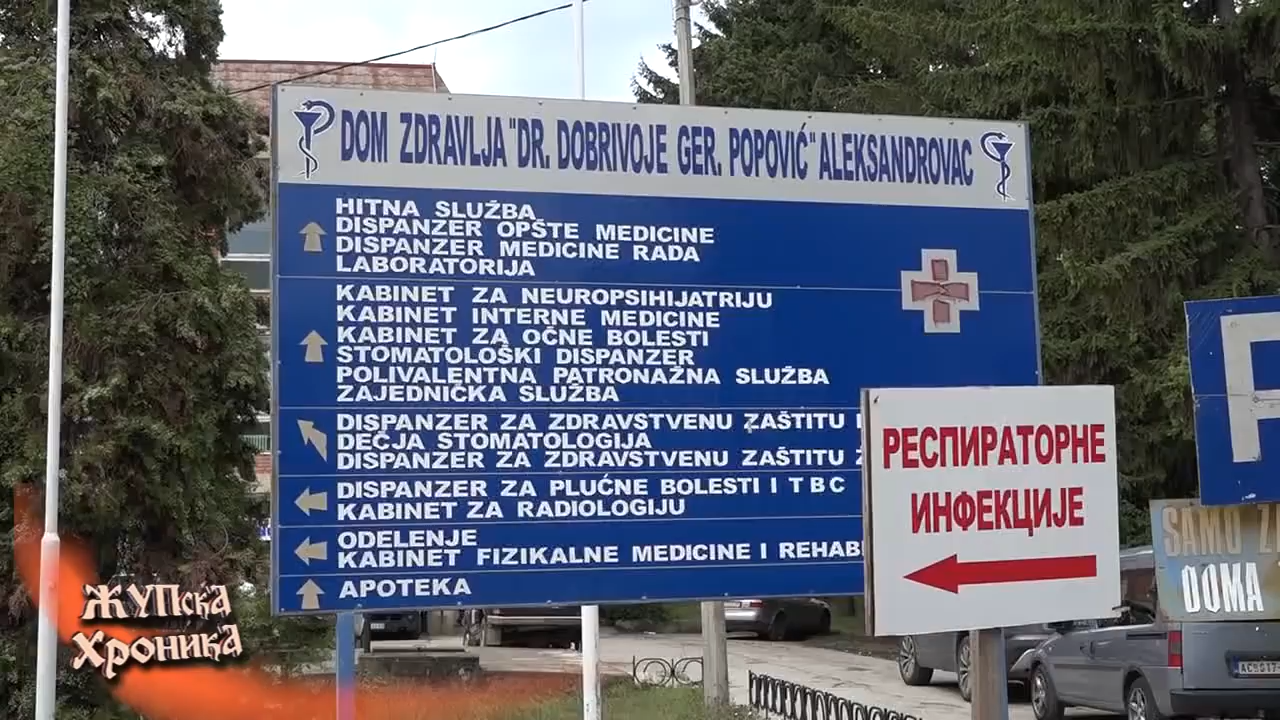 DOM ZDRAVLJA "DR. DOBRIVOJE GER. POPOVIĆ" ALEKSANDROVAC
HITNA SLUŽBA
DISPANZER OPŠTE MEDICINE
DISPANZER MEDICINE RADA
LABORATORIJA
KABINET ZA NEUROPSIHIJATRIJU
KABINET INTERNE MEDICINE
KABINET ZA OČNE BOLESTI
STOMATOLOŠKI DISPANZER
POLIVALENTNA PATRONAŽNA SLUŽBA
ZAJEDNIČKA SLUŽBA
DISPANZER ZA ZDRAVSTVENU ZAŠTITU
DEČJA STOMATOLOGIJA
DISPANZER ZA ZDRAVSTVENU ZAŠTITU
DISPANZER ZA PLUĆNE BOLESTI I TBC
KABINET ZA RADIOLOGIJU
ODELENJE
KABINET FIZIKALNE MEDICINE I REHAB
APOTEKA
РЕСПИРАТОРНЕ
ИНФЕКЦИЈЕ
P
SAMO
DOMA
ЖУПска
Хроника